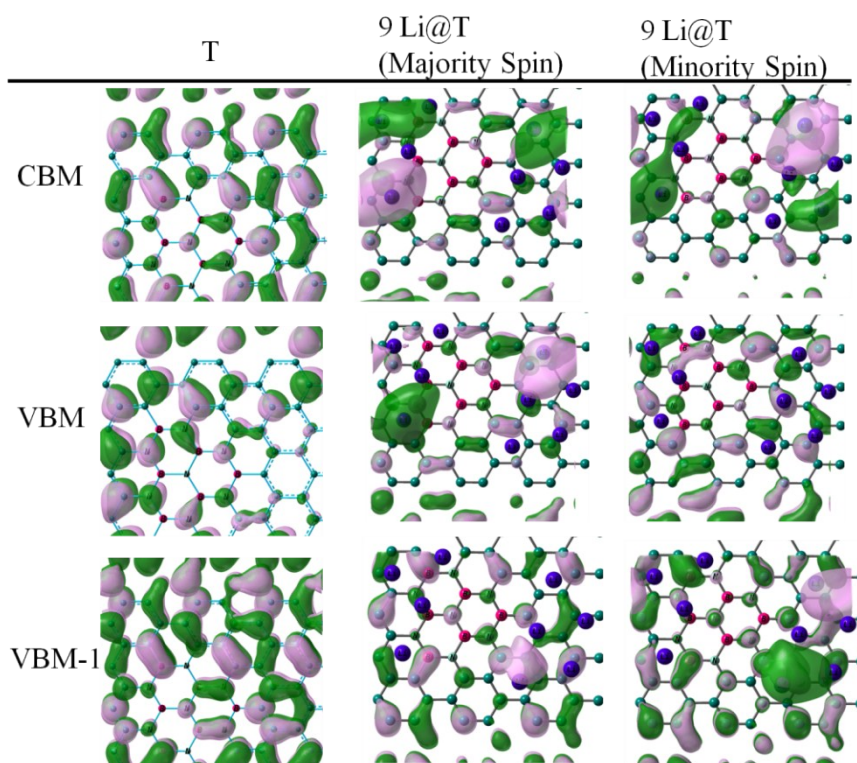 T
9 Li@T
(Majority Spin)
9 Li@T
(Minority Spin)
CBM
VBM
VBM-1